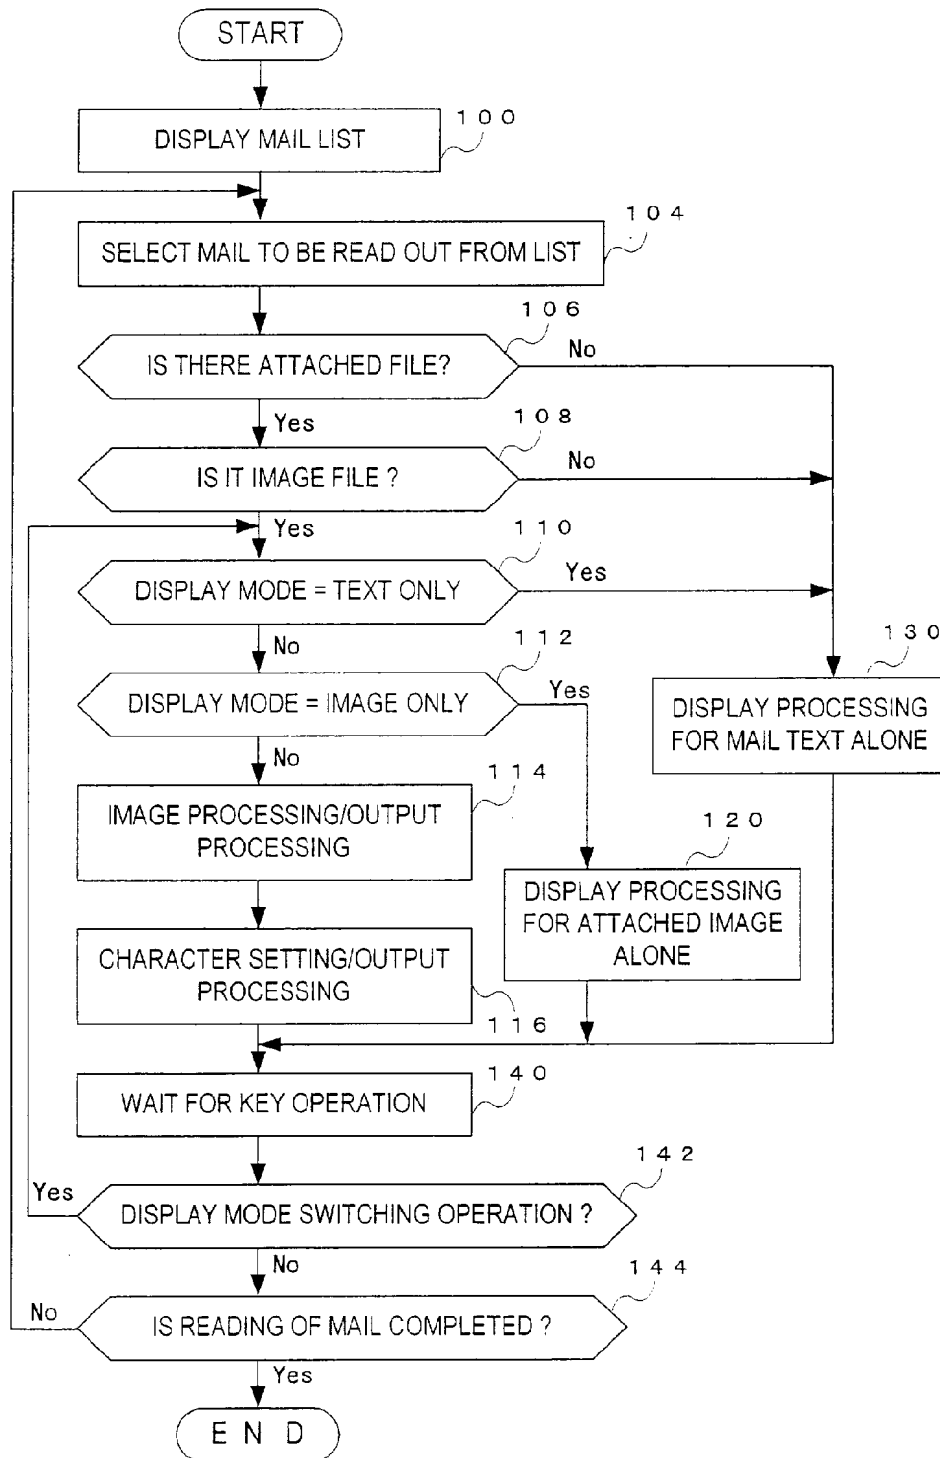 START
100
DISPLAY MAIL LIST
104
SELECT MAIL TO BE READ OUT FROM LIST
106
IS THERE ATTACHED FILE?
No
Yes
108
IS IT IMAGE FILE ?
No
Yes
110
DISPLAY MODE = TEXT ONLY
Yes
No
112
DISPLAY MODE = IMAGE ONLY
Yes
No
130
DISPLAY PROCESSING
FOR MAIL TEXT ALONE
114
IMAGE PROCESSING/OUTPUT
PROCESSING
120
DISPLAY PROCESSING
FOR ATTACHED IMAGE
ALONE
CHARACTER SETTING/OUTPUT
PROCESSING
116
140
WAIT FOR KEY OPERATION
142
Yes
DISPLAY MODE SWITCHING OPERATION ?
No
144
No
IS READING OF MAIL COMPLETED ?
Yes
END